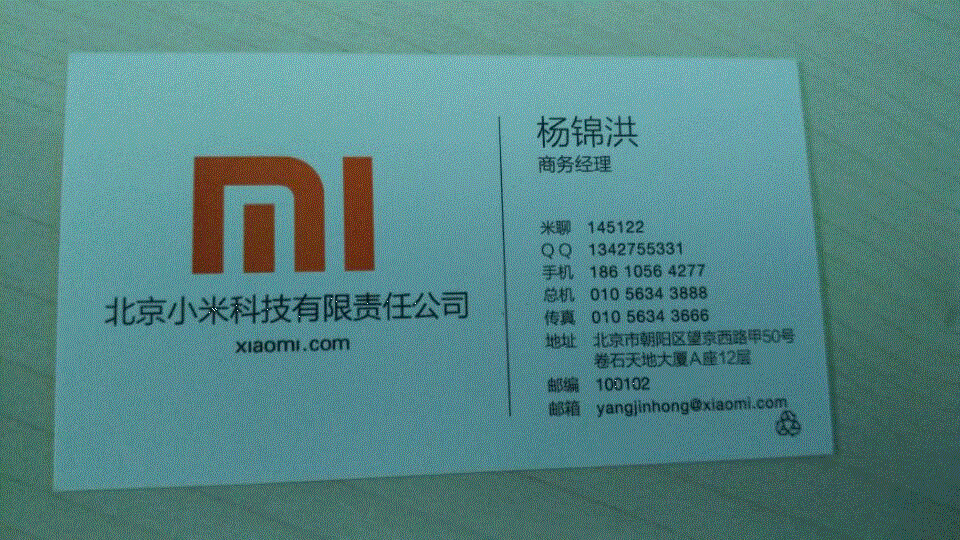 mi
北京小米科技有限责任公司
xiaomi.com
杨锦洪
商务经理
米聊 145122
QQ 1342755331
手机 186 1056 4277
总机 010 5634 3888
传真 010 5634 3666
地址 北京市朝阳区望京西路甲50号
卷石天地大厦A座12层
邮编 100102
邮箱 yangjinhong@xiaomi.com